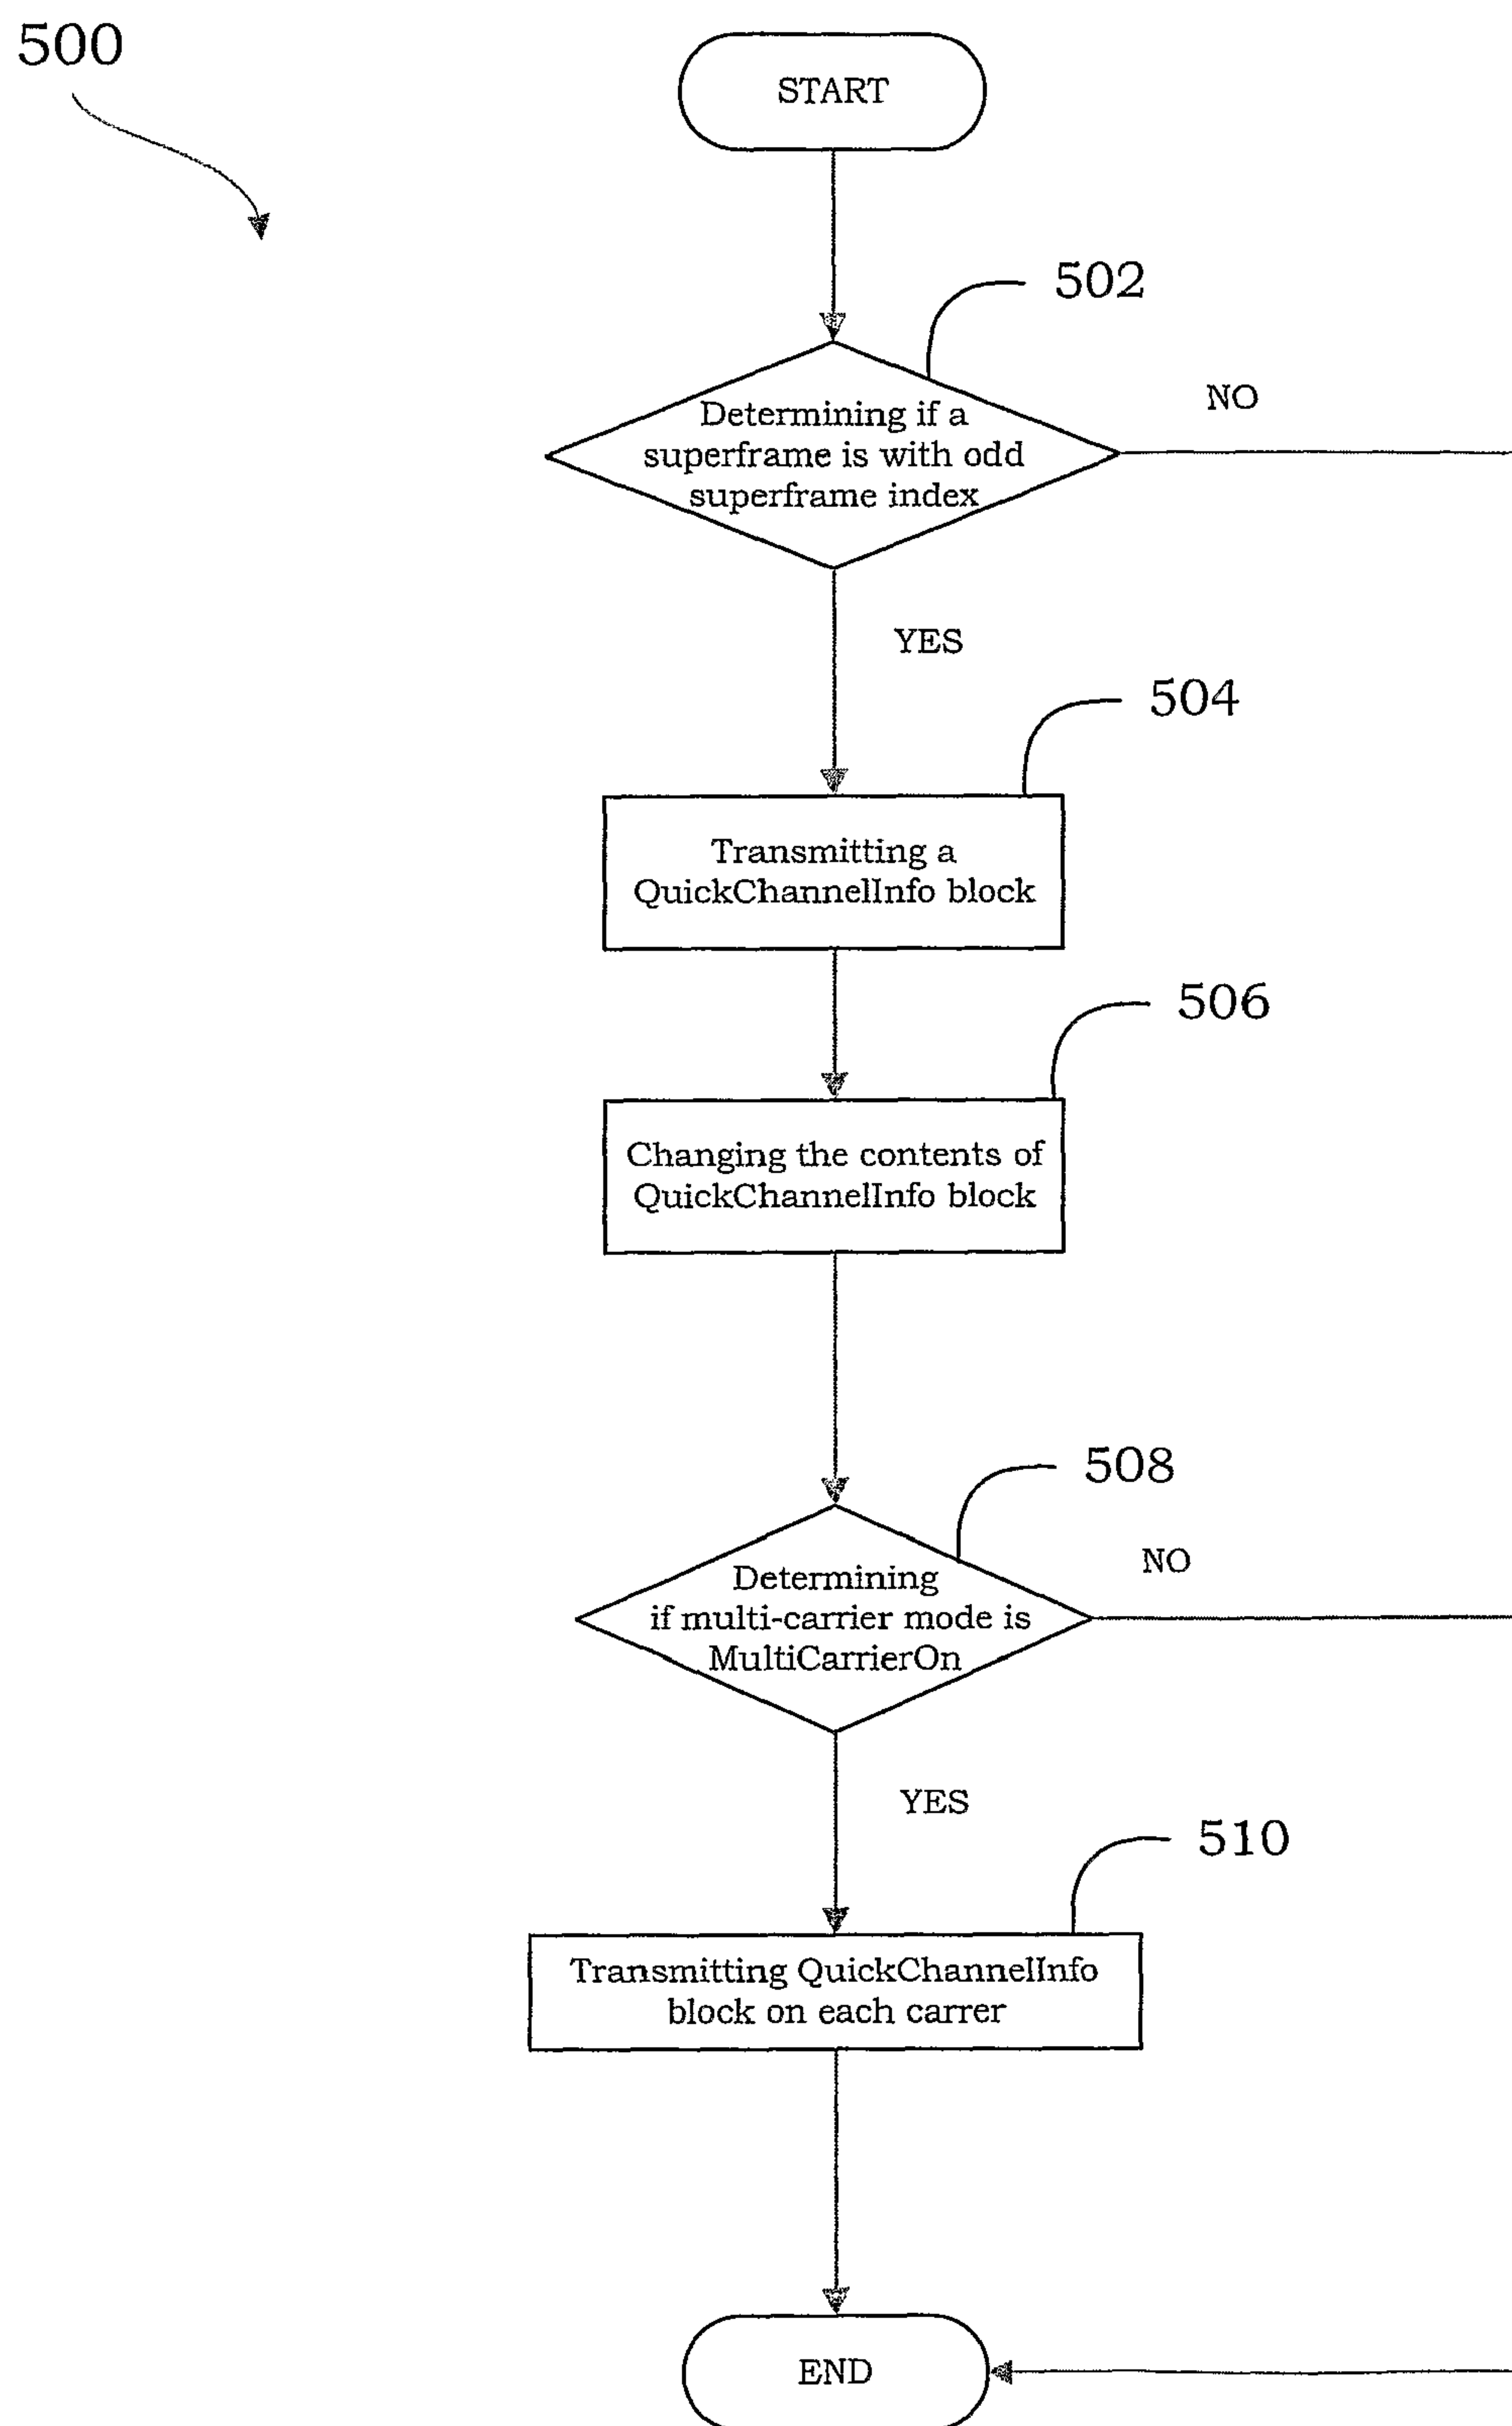 500
START
502
Determining if a
superframe is with odd
superframe index
NO
YES
504
Transmitting a
QuickChannelInfo block
506
Changing the contents of
QuickChannelInfo block
508
Determining
if multi-carrier mode is
MultiCarrierOn
NO
YES
510
Transmitting QuickChannelInfo
block on each carrer
END